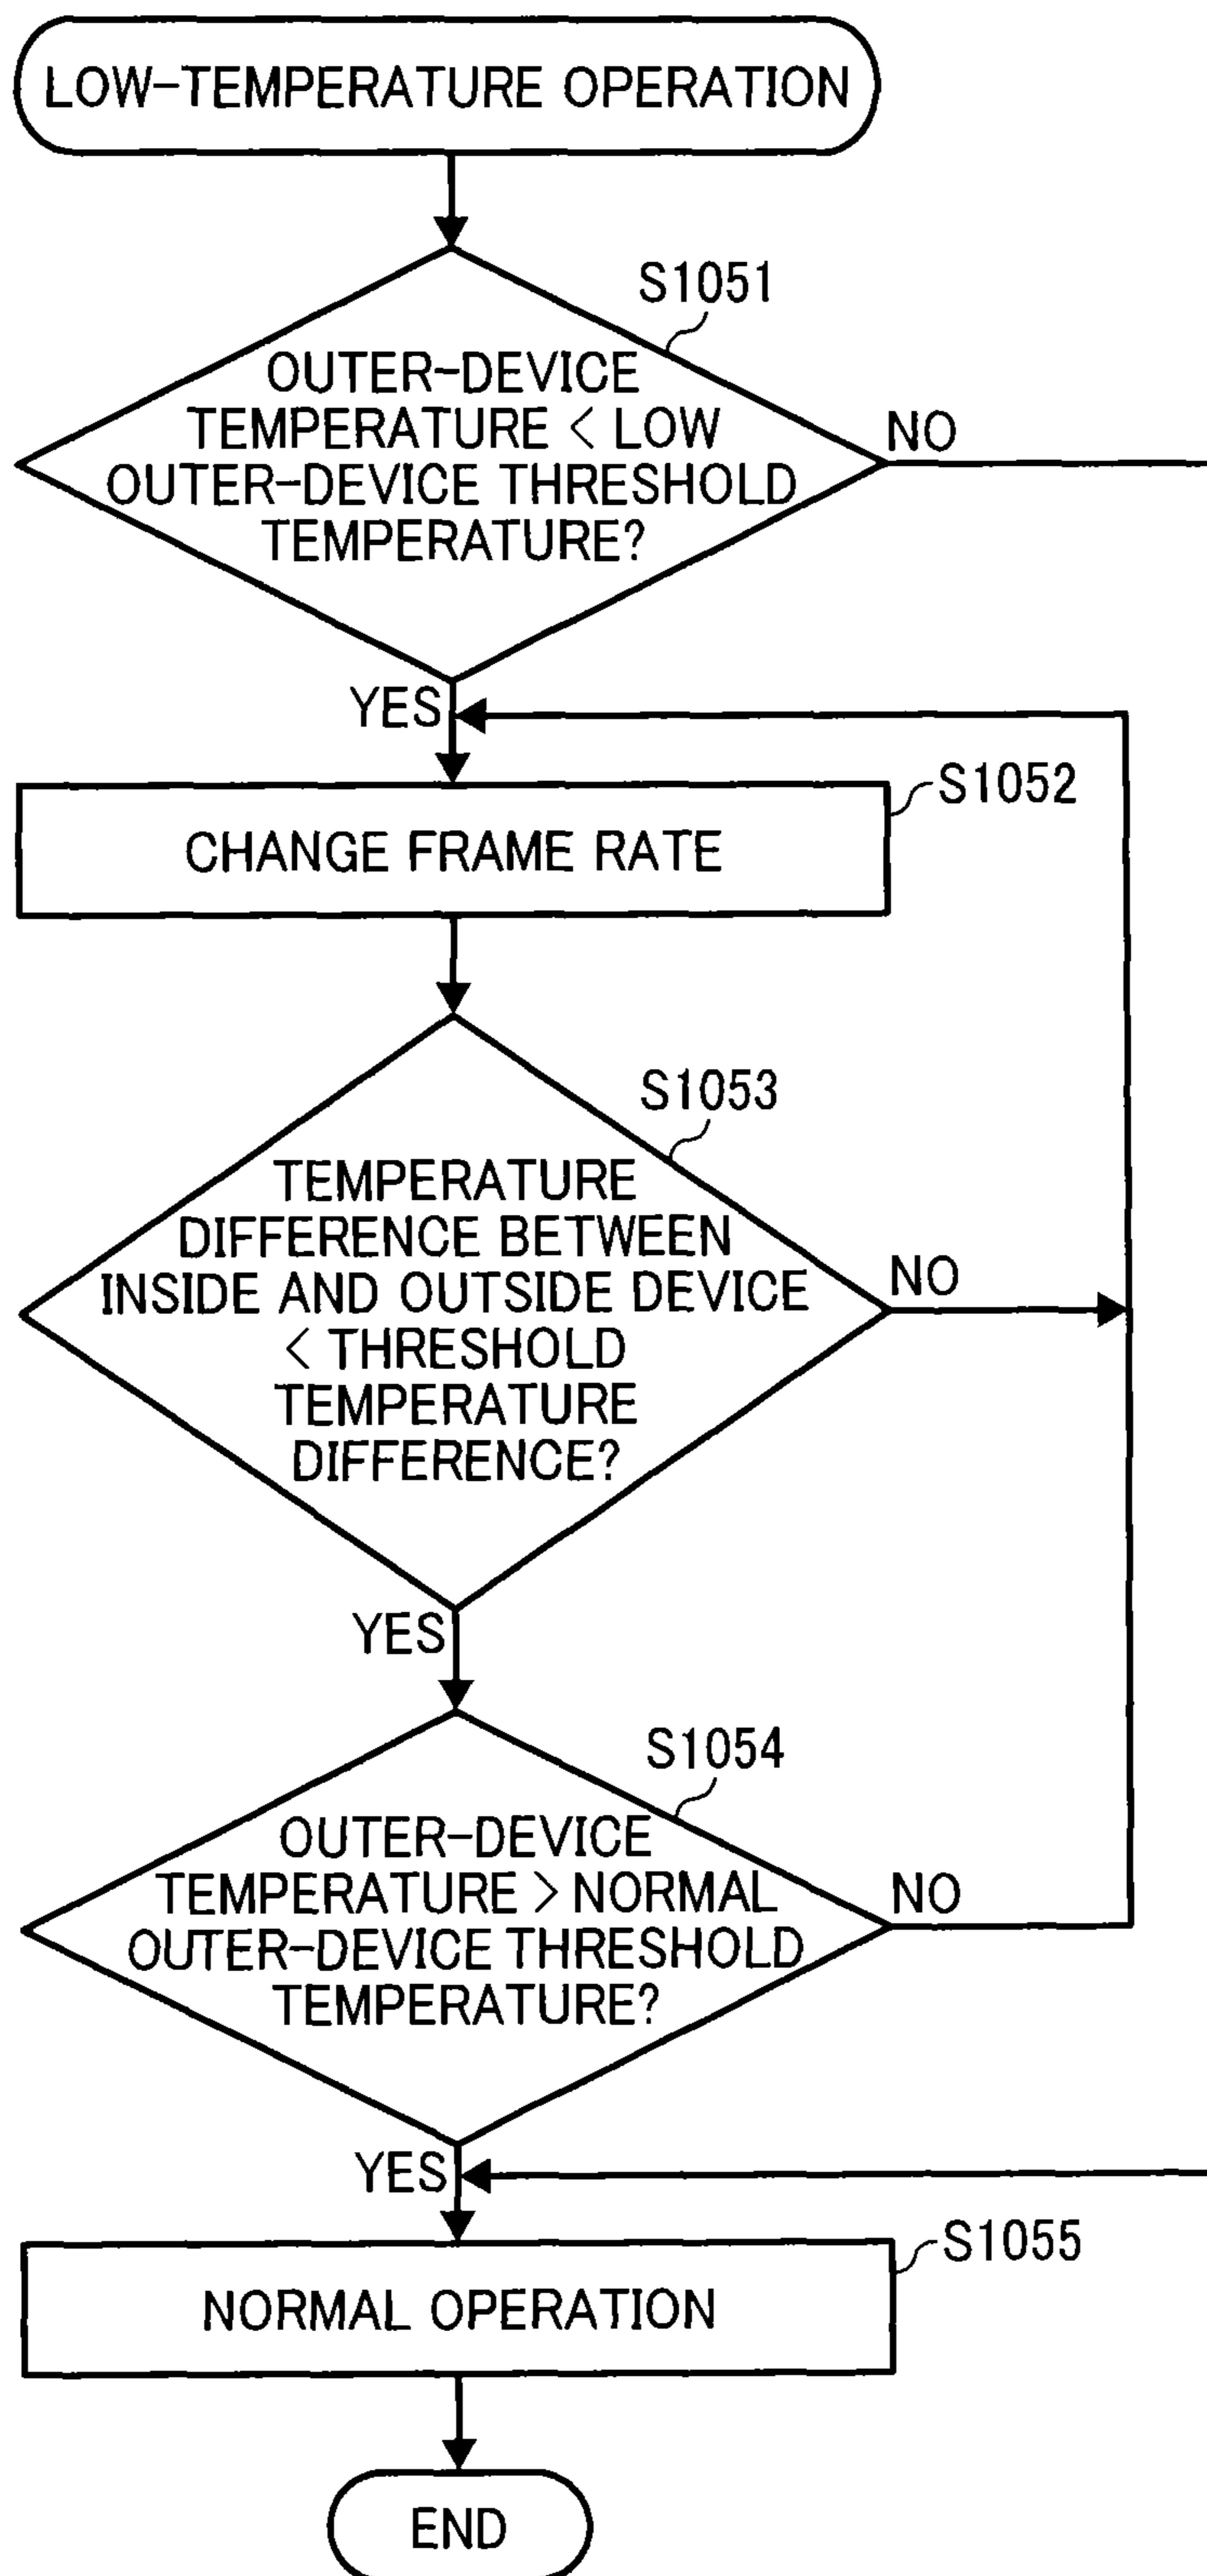 LOW-TEMPERATURE OPERATION
S1051
OUTER-DEVICE
TEMPERATURE < LOW
OUTER-DEVICE THRESHOLD
TEMPERATURE?
NO
YES
S1052
CHANGE FRAME RATE
S1053
TEMPERATURE
DIFFERENCE BETWEEN
INSIDE AND OUTSIDE DEVICE
< THRESHOLD
TEMPERATURE
DIFFERENCE?
NO
YES
S1054
OUTER-DEVICE
TEMPERATURE > NORMAL
OUTER-DEVICE THRESHOLD
TEMPERATURE?
NO
YES
S1055
NORMAL OPERATION
END